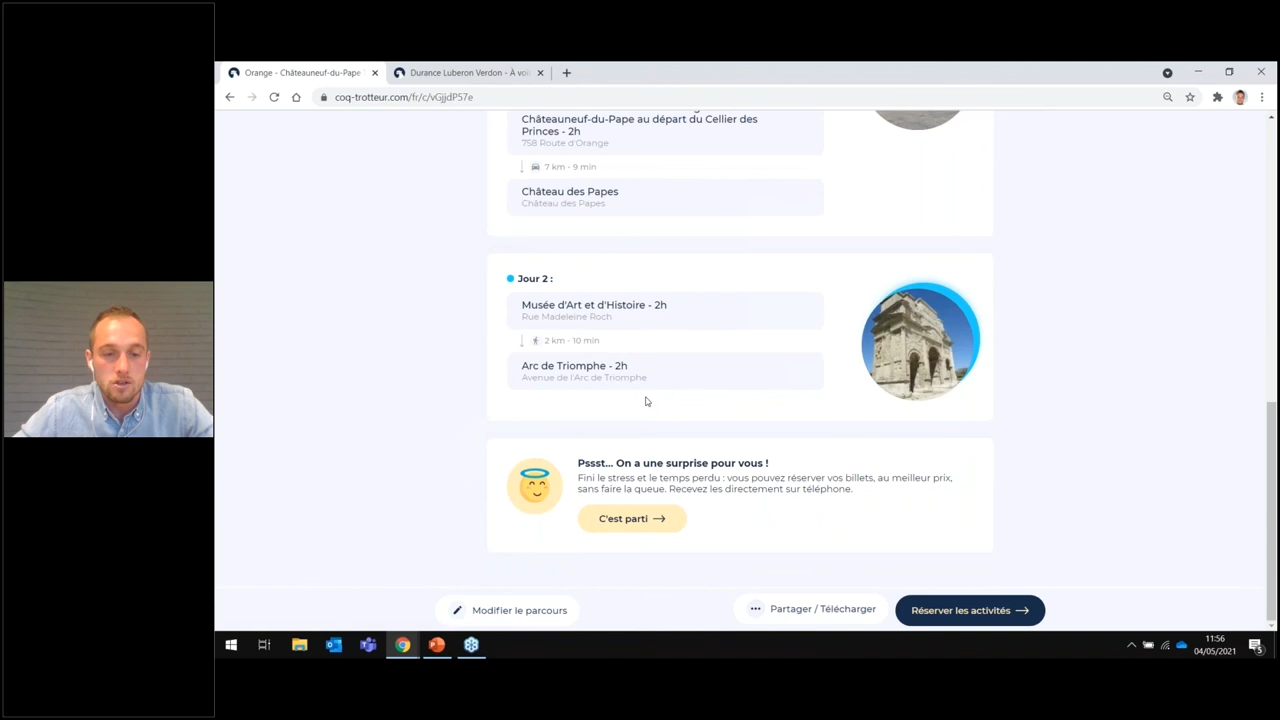 Orange - Châteauneuf-du-Pape
Durance Luberon Verdon - À voi
coq-trotteur.com/fr/c/vGjjdP57e
Châteauneuf-du-Pape au départ du Cellier des
Princes - 2h
758 Route d'Orange
7 km - 9 min
Château des Papes
Château des Papes
Jour 2 :
Musée d'Art et d'Histoire - 2h
Rue Madeleine Roch
2 km - 10 min
Arc de Triomphe - 2h
Avenue de l'Arc de Triomphe
Pssst... On a une surprise pour vous !
Fini le stress et le temps perdu : vous pouvez réserver vos billets, au meilleur prix,
sans faire la queue. Recevez les directement sur téléphone.
C'est parti
Modifier le parcours
Partager / Télécharger
Réserver les activités
11:56
04/05/2021
5